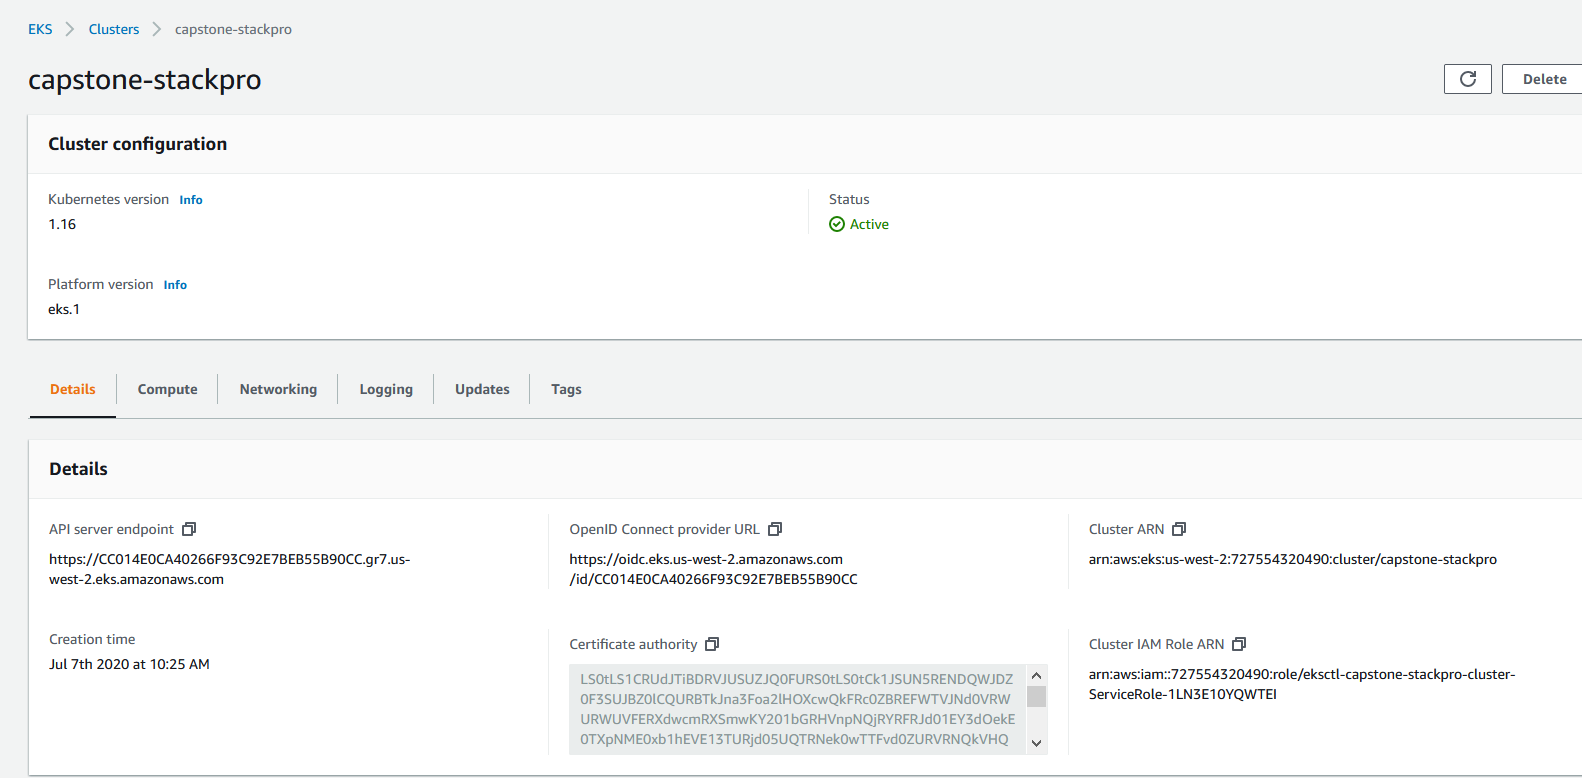 EKS > Clusters > capstone-stackpro
capstone-stackpro
Delete
Cluster configuration
Kubernetes version Info
1.16
Status
Active
Platform version Info
eks.1
Details Compute Networking Logging Updates Tags
Details
API server endpoint
https://CC014E0CA40266F93C92E7BEB55B90CC.gr7.us-
west-2.eks.amazonaws.com
OpenID Connect provider URL
https://oidc.eks.us-west-2.amazonaws.com
/id/CC014E0CA40266F93C92E7BEB55B90CC
Cluster ARN
arn:aws:eks:us-west-2:727554320490:cluster/capstone-stackpro
Creation time
Jul 7th 2020 at 10:25 AM
Certificate authority
LS0tLS1CRUdJTiBDRVJUSUZJQ0FURS0tLS0tCk1JSUN5RENDQWJDZ
0F3SUJBZ0lCQURBTkJna3Foa2lHOXcwQkFRc0ZBREFWTVJNd0VRW
URWUVFERXdwcmRXSmwKY201bGRHVnpNQjRYRFRJd01EY3dOekE
0TXpNME0xb1hEVE13TURjd05UQTRNek0wTTFvd0ZURVRNQkVHQ
Cluster IAM Role ARN
arn:aws:iam::727554320490:role/eksctl-capstone-stackpro-cluster-
ServiceRole-1LN3E10YQWTEI